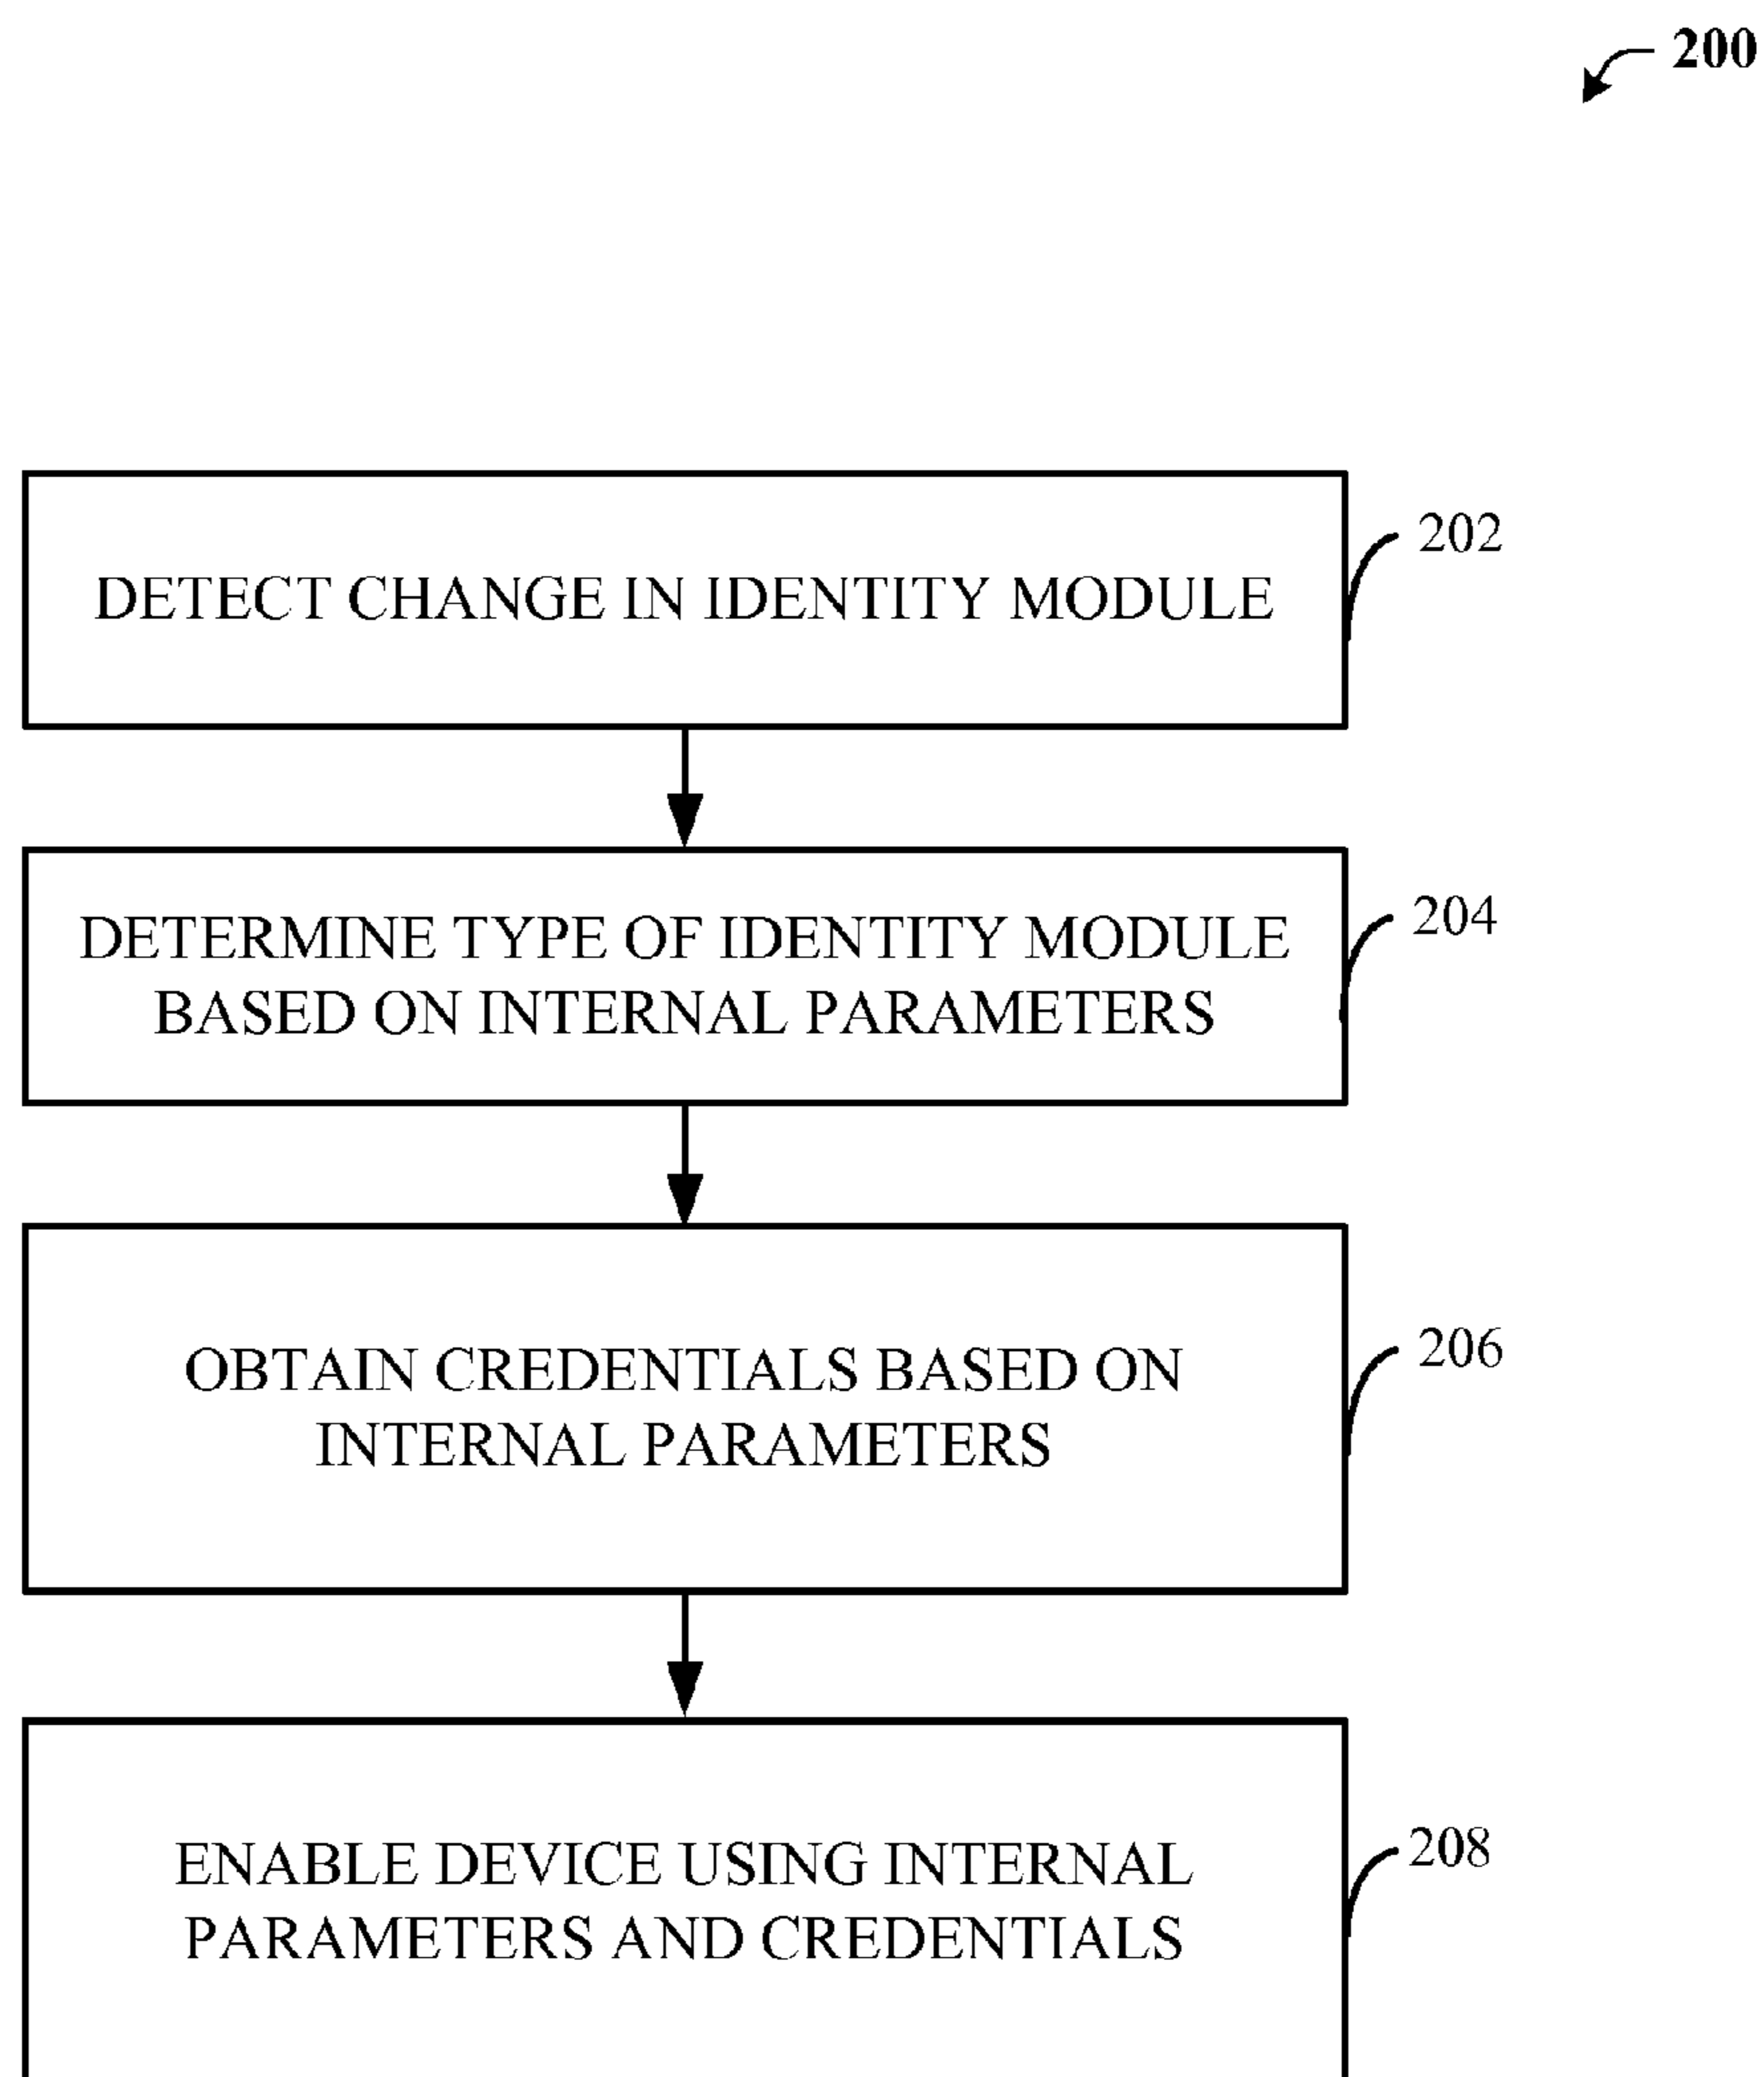 200
DETECT CHANGE IN IDENTITY MODULE
202
DETERMINE TYPE OF IDENTITY MODULE
BASED ON INTERNAL PARAMETERS
204
OBTAIN CREDENTIALS BASED ON
INTERNAL PARAMETERS
206
ENABLE DEVICE USING INTERNAL
PARAMETERS AND CREDENTIALS
208